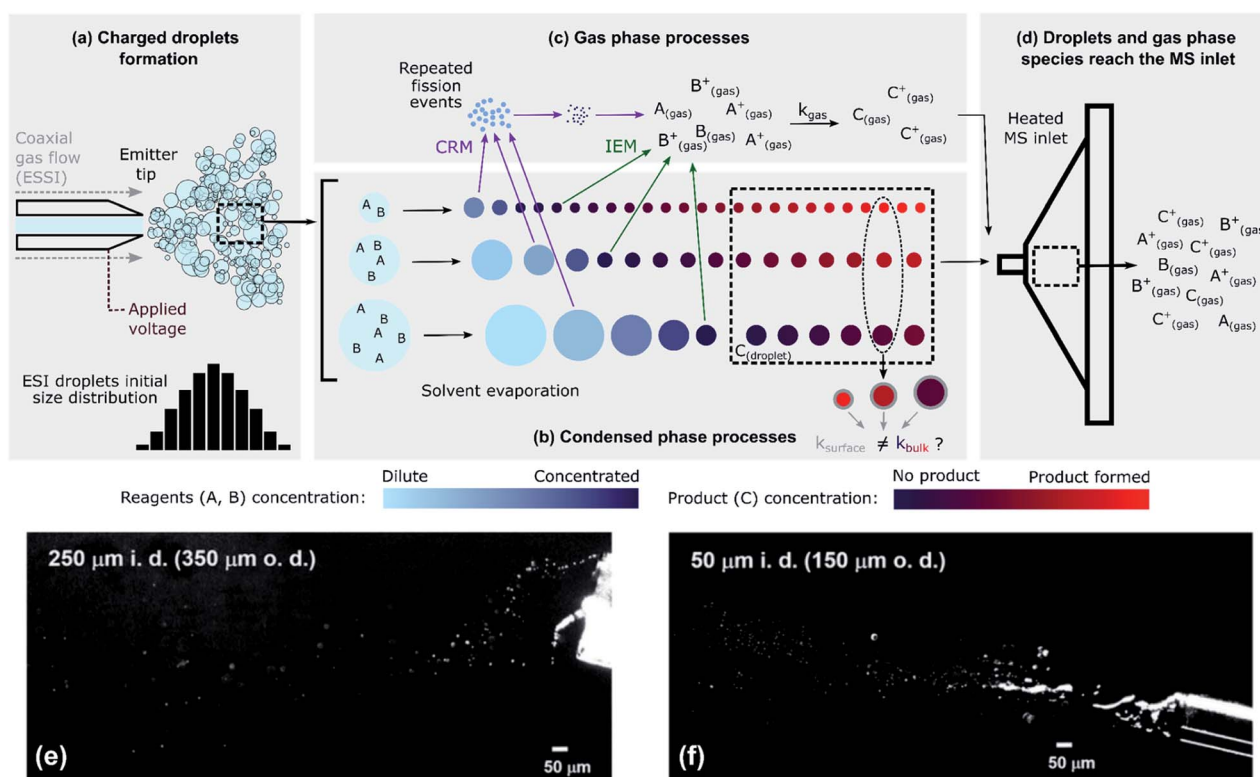 (a) Charged droplets
formation
Coaxial
gas flow
(ESSI)
Emitter
tip
Applied
voltage
ESI droplets initial
size distribution
(c) Gas phase processes
Repeated
fission
events
CRM
IEM
B+(gas)
A(gas)
A+(gas)
B+(gas)
B(gas)
A+(gas)
kgas
C+(gas)
C(gas)
C+(gas)
A
B
A
B
A
B
A
B
A
B
B
A
Solvent evaporation
C(droplet)
ksurface ≠ kbulk ?
(b) Condensed phase processes
(d) Droplets and gas phase
species reach the MS inlet
Heated
MS inlet
C+(gas)
B+(gas)
A+(gas)
C+(gas)
B(gas)
A+(gas)
B+(gas)
C(gas)
C+(gas)
A(gas)
Dilute
Concentrated
Reagents (A, B) concentration:
No product
Product formed
Product (C) concentration:
250 μm i. d. (350 μm o. d.)
(e)
50 μm
50 μm i. d. (150 μm o. d.)
(f)
50 μm